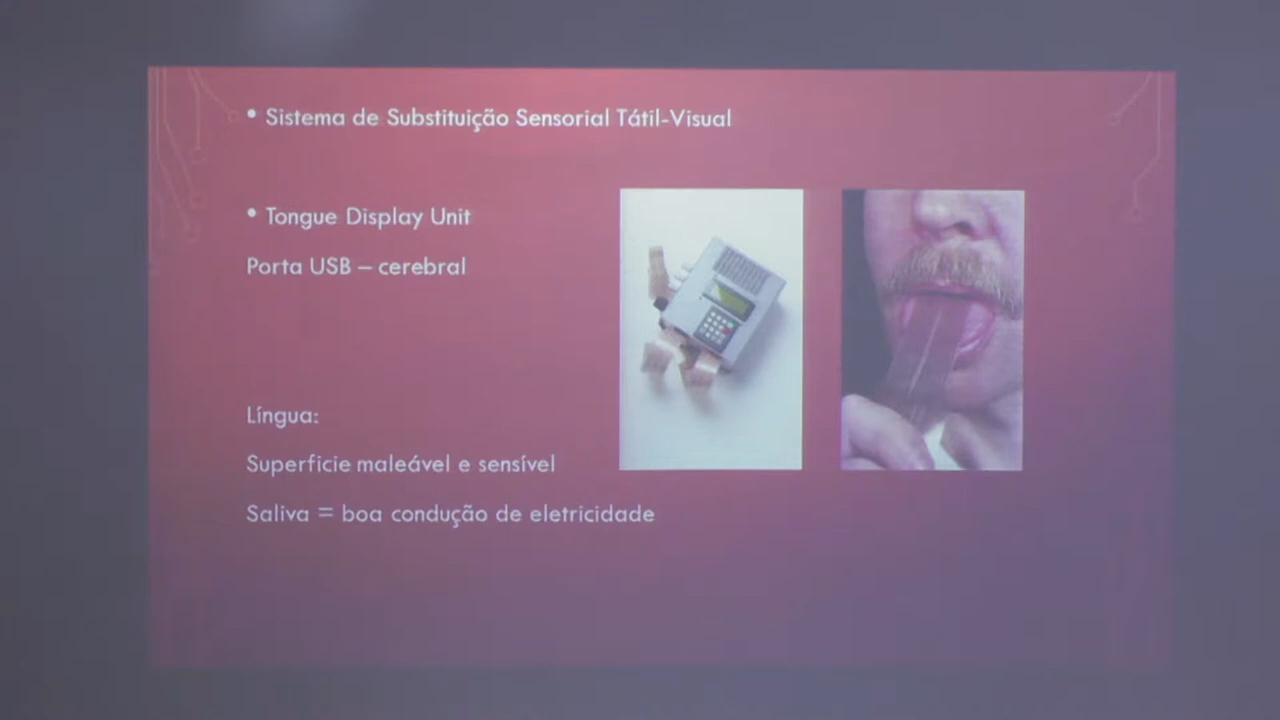 • Sistema de Substituição Sensorial Tátil-Visual
• Tongue Display Unit
Porta USB – cerebral
Língua:
Superficie maleável e sensível
Saliva = boa condução de eletricidade